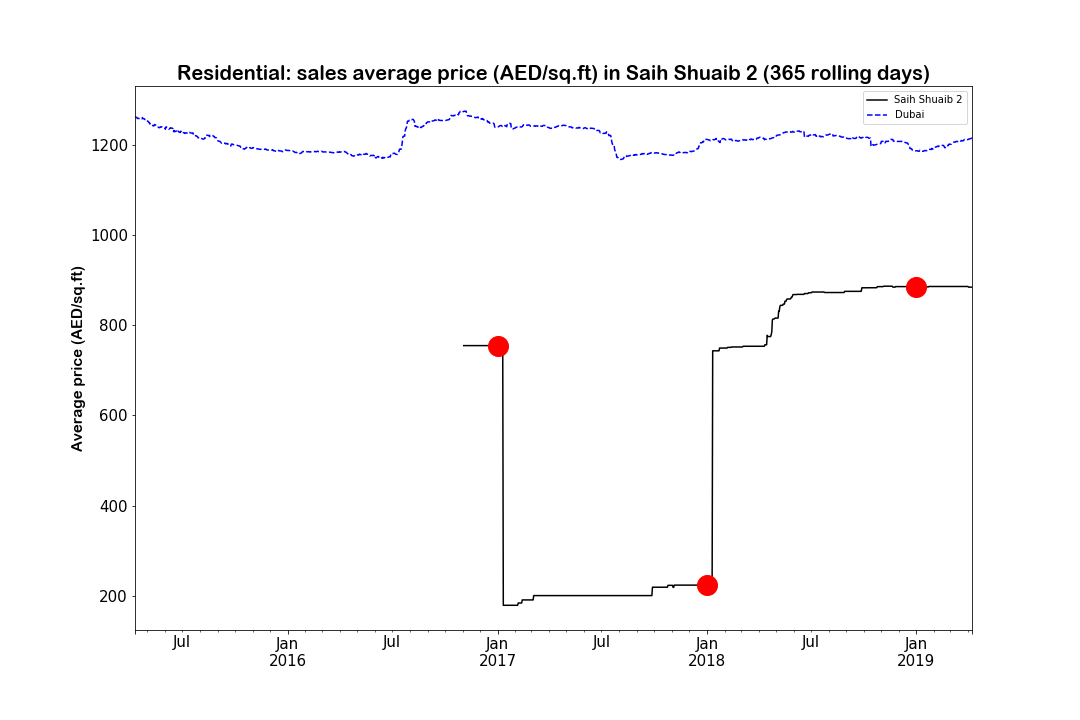 Residential: sales average price (AED/sq.ft) in Saih Shuaib 2 (365 rolling days)
Saih Shuaib 2
Dubai
Average price (AED/sq.ft)
1200
1000
800
600
400
200
Jul
Jan
2016
Jul
Jan
2017
Jul
Jan
2018
Jul
Jan
2019